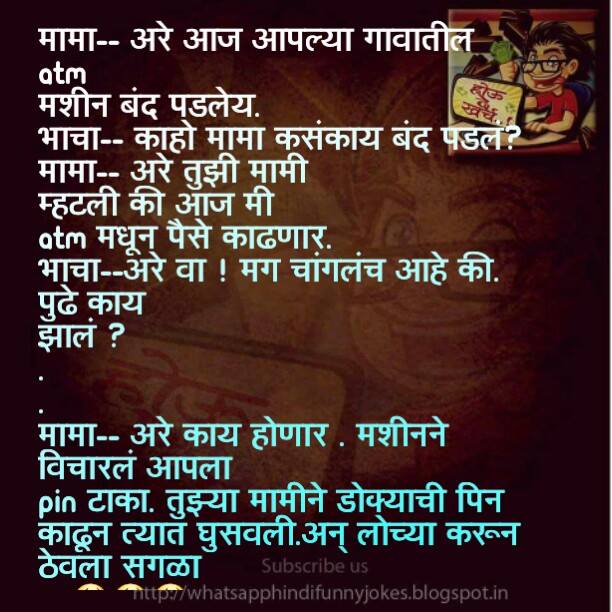 मामा-- अरे आज आपल्या गावातील
atm
मशीन बंद पडलेय.
भाचा-- काहो मामा कसंकाय बंद पडलं?
मामा-- अरे तुझी मामी
म्हटली की आज मी
atm मधून पैसे काढणार.
भाचा--अरे वा ! मग चांगलंच आहे की.
पुढे काय
झालं ?
.
.
मामा-- अरे काय होणार . मशीनने
विचारलं आपला
pin टाका. तुझ्या मामीने डोक्याची पिन
काढून त्यात घुसवली.अन् लोच्या करून
ठेवला सगळा
Subscribe us
http://whatsapphindifunnyjokes.blogspot.in
होऊ
दे
खर्च..!